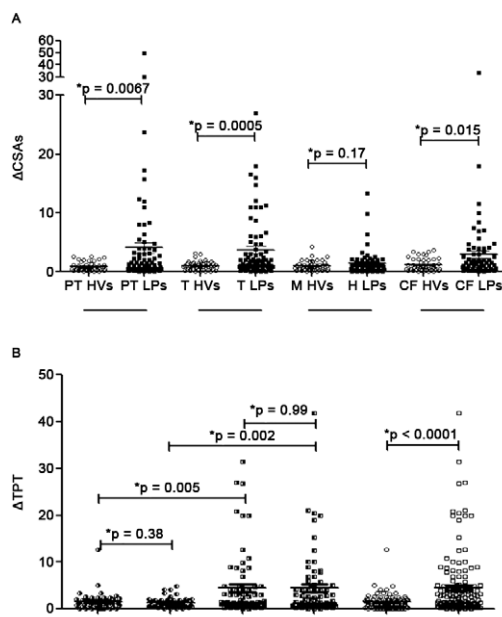 A
60
50
40
30
30
*p = 0.0067
*p = 0.0005
*p = 0.015
*p = 0.17
ΔCSAs
20
10
0
PT HVs PT LPs T HVs T LPs M HVs H LPs CF HVs CF LPs
B
50
*p = 0.99
40
*p = 0.002
*p < 0.0001
30
ΔTPT
*p = 0.005
20
*p = 0.38
10
0